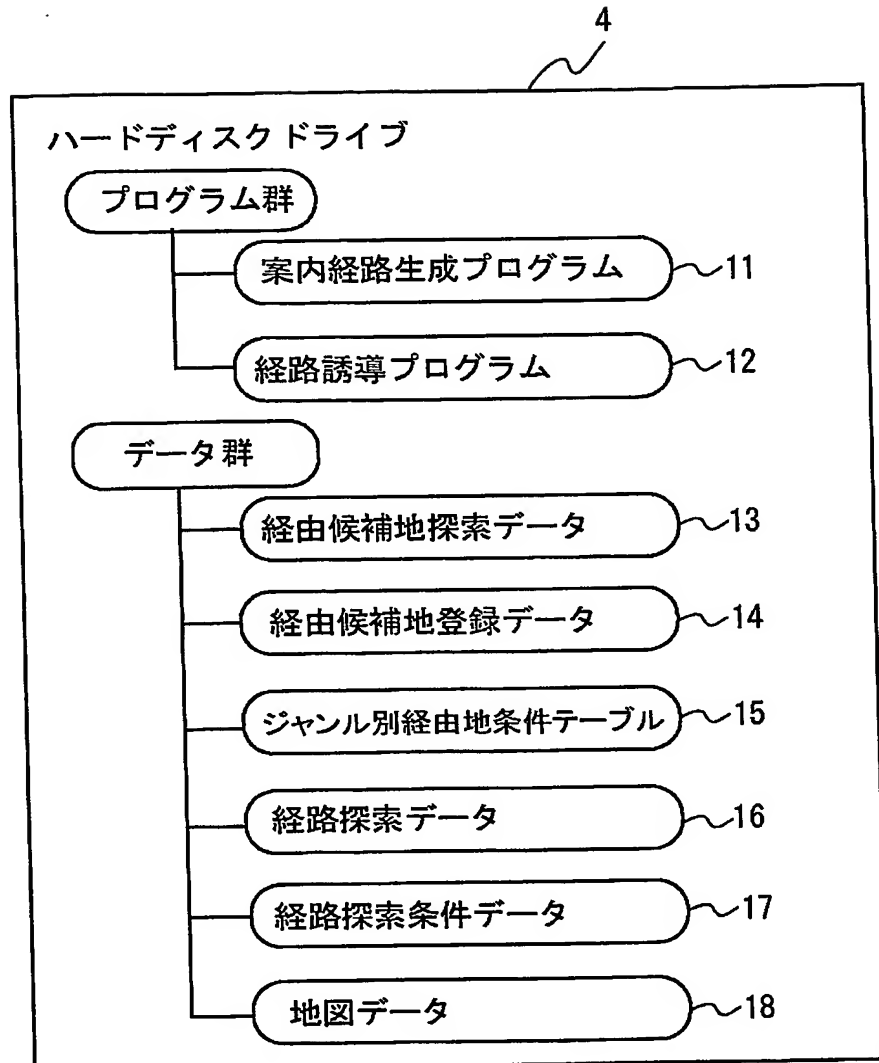 4
ハードディスクドライブ
プログラム群
案内経路生成プログラム 11
経路誘導プログラム 12
データ群
経由候補地探索データ 13
経由候補地登録データ 14
ジャンル別経由地条件テーブル 15
経路探索データ 16
経路探索条件データ 17
地図データ 18